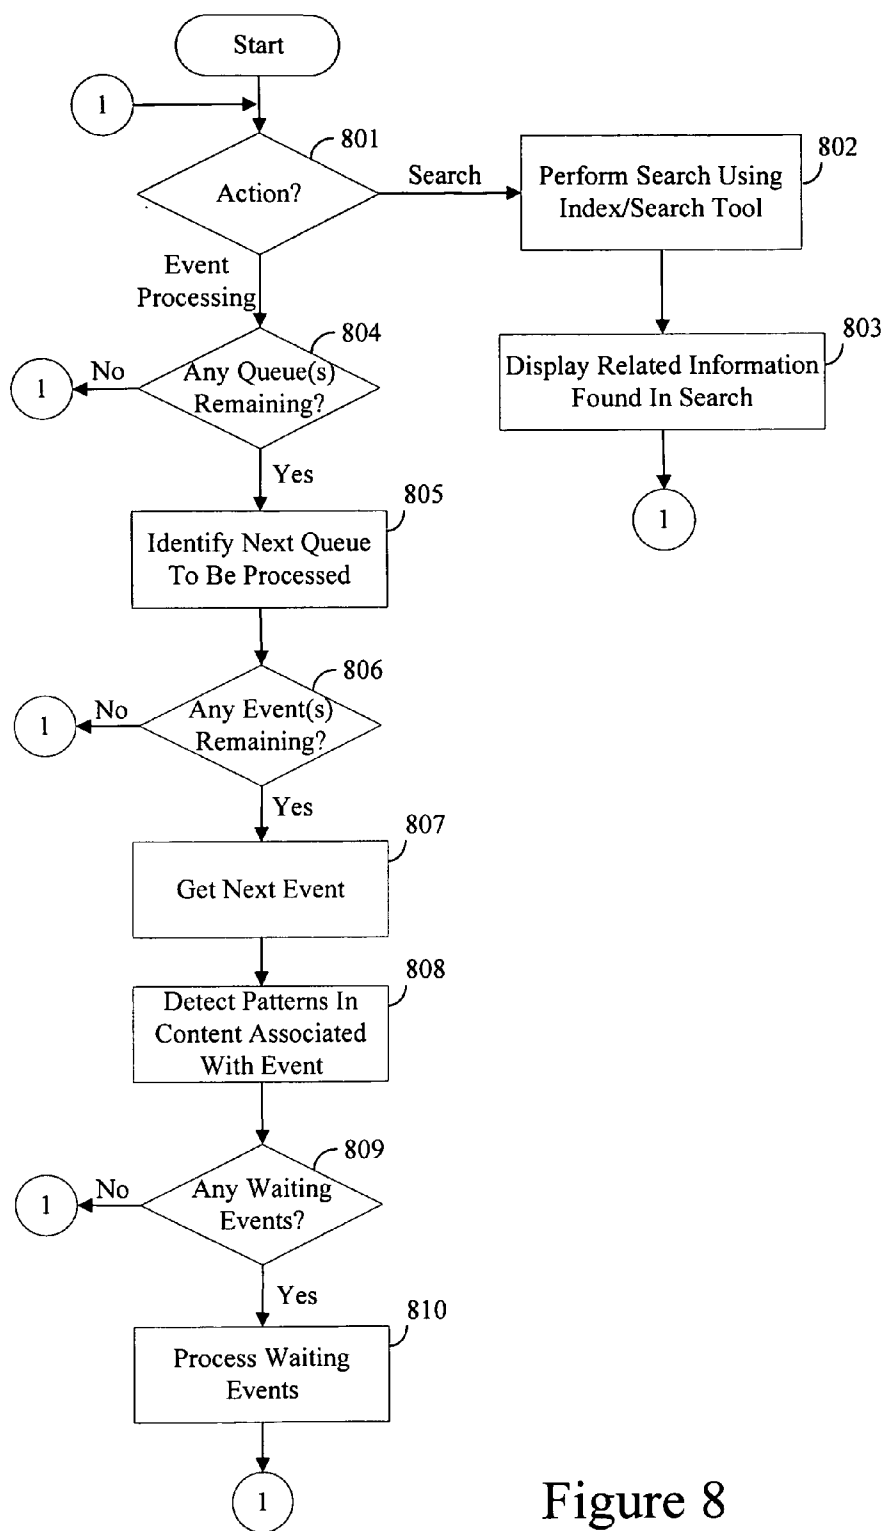 Start
1
801
Action?
Search
802
Perform Search Using
Index/Search Tool
Event
Processing
803
Display Related Information
Found In Search
1
804
Any Queue(s)
Remaining?
No
1
Yes
805
Identify Next Queue
To Be Processed
806
Any Event(s)
Remaining?
No
1
Yes
807
Get Next Event
808
Detect Patterns In
Content Associated
With Event
809
Any Waiting
Events?
No
1
Yes
810
Process Waiting
Events
1
Figure 8